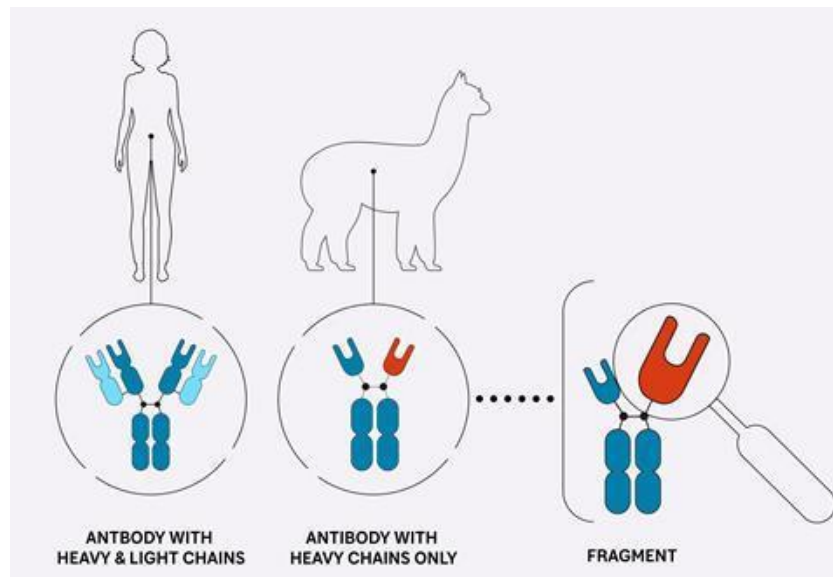 ANTBODY WITH
HEAVY & LIGHT CHAINS
ANTIBODY WITH
HEAVY CHAINS ONLY
FRAGMENT